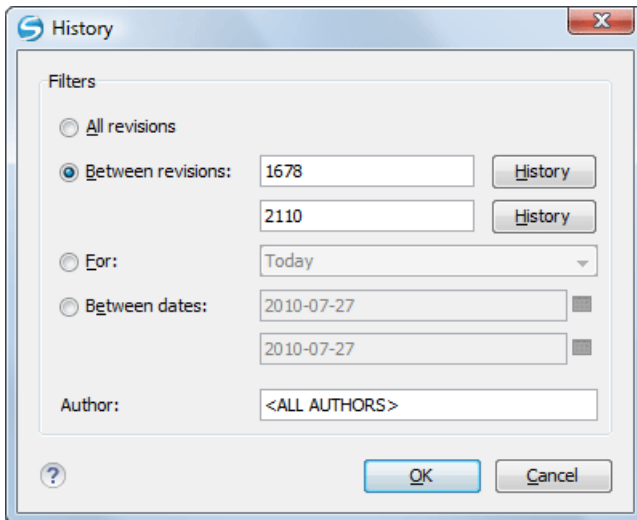 History
Filters
All revisions
Between revisions: 1678 History
2110 History
For: Today
Between dates: 2010-07-27
2010-07-27
Author: <ALL AUTHORS>
? OK Cancel